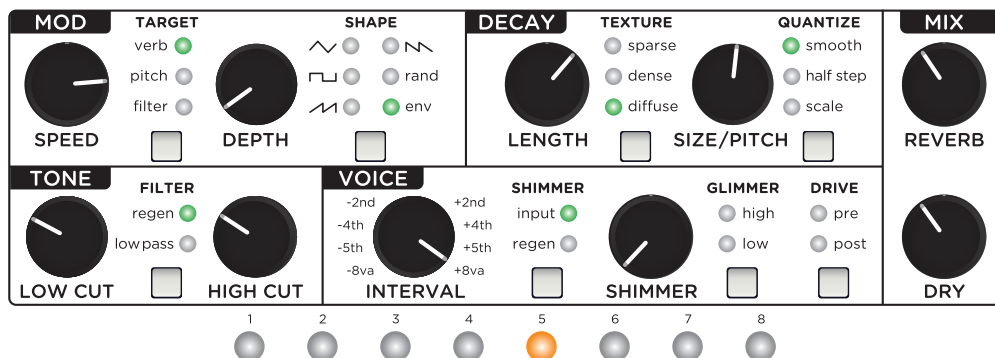 MOD
TARGET
verb
pitch
filter
SHAPE
rand
env
SPEED
DEPTH
DECAY
TEXTURE
sparse
dense
diffuse
QUANTIZE
smooth
half step
scale
LENGTH
SIZE/PITCH
MIX
REVERB
TONE
FILTER
regen
low pass
LOW CUT
HIGH CUT
VOICE
-2nd
-4th
-5th
-8va
+2nd
+4th
+5th
+8va
INTERVAL
SHIMMER
input
regen
SHIMMER
GLIMMER
high
low
DRIVE
pre
post
DRY
1 2 3 4 5 6 7 8